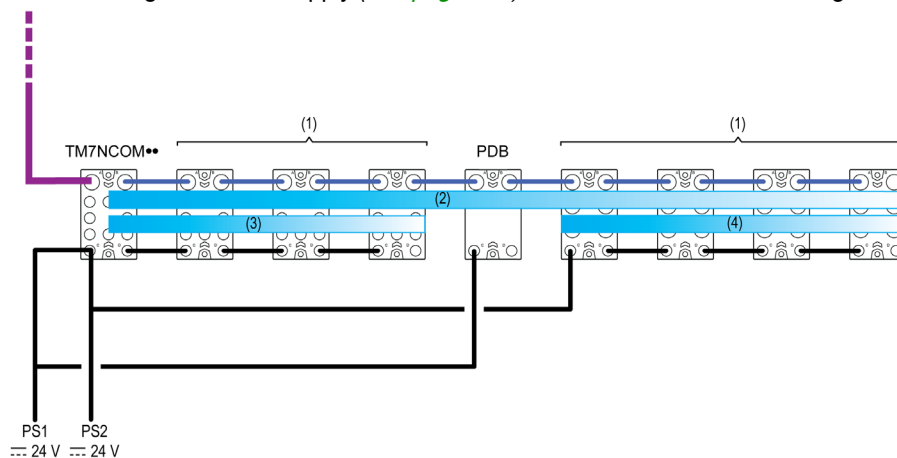 (1) (1)
TM7NCOM•• PDB
(2)
(3) (4)
PS1 PS2
24 V 24 V